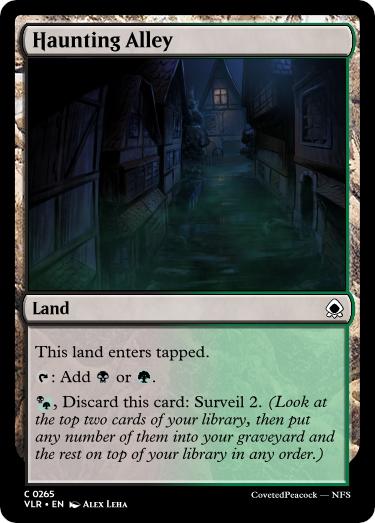 Haunting Alley
Land
This land enters tapped.
: Add or .
, Discard this card: Surveil 2. (Look at
the top two cards of your library, then put
any number of them into your graveyard and
the rest on top of your library in any order.)
C 0265
VLR • EN Alex Leha
CovetedPeacock — NFS